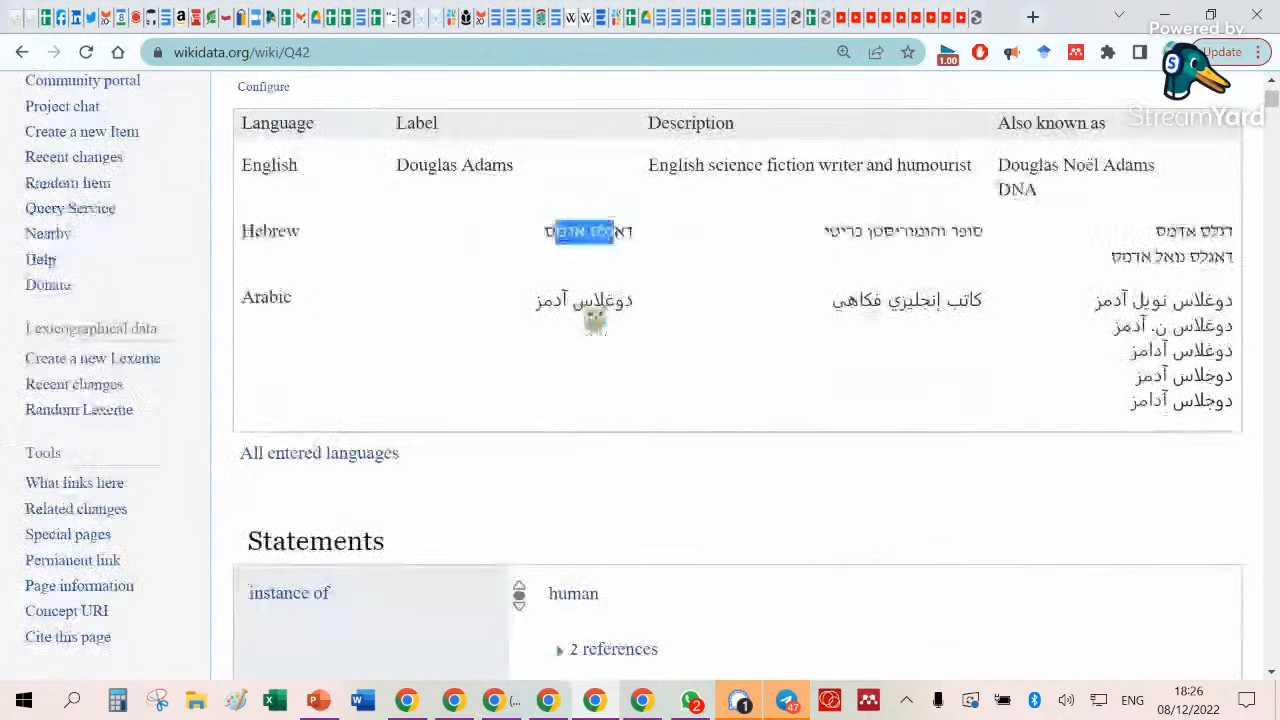 Powered by
StreamYard
wikidata.org/wiki/Q42
1.00
Update
Community portal
Project chat
Create a new Item
Recent changes
Random Item
Query Service
Nearby
Help
Donate
Lexicographical data
Create a new Lexeme
Recent changes
Random Lexeme
Tools
What links here
Related changes
Special pages
Permanent link
Page information
Concept URI
Cite this page
Configure
Language Label Description Also known as
English Douglas Adams English science fiction writer and humourist Douglas Noël Adams
DNA
Hebrew דאגלס אדמס סופר והומוריסטן בריטי דגלס אדמס
דאגלס נואל אדמס
Arabic دوغلاس آدمز كاتب إنجليزي فكاهي دوغلاس نويل آدمز
دوغلاس ن. آدمز
دوغلاس آدامز
دوجلاس آدمز
دوجلاس آدامز
All entered languages
Statements
instance of human
2 references
2
1
47
ENG
18:26
08/12/2022